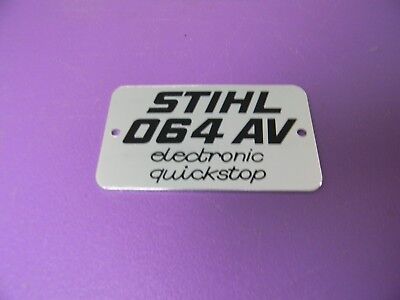 STIHL
064 AV
electronic
quickstop